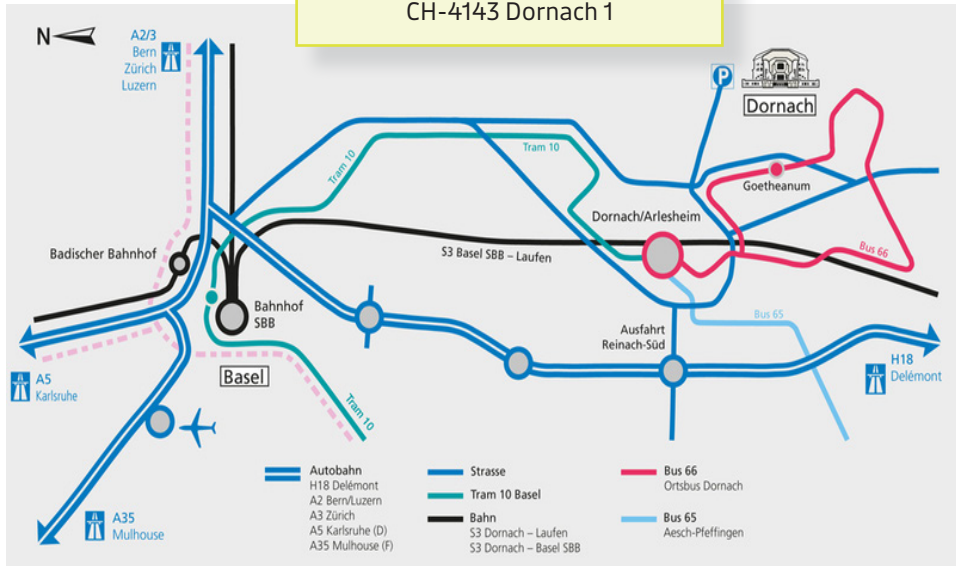 CH-4143 Dornach 1
N
A2/3
Bern
Zürich
Luzern
P
Dornach
Tram 10
Tram 10
Goetheanum
Dornach/Arlesheim
Badischer Bahnhof
S3 Basel SBB – Laufen
Bus 66
Bahnhof
SBB
Bus 65
Ausfahrt
Reinach-Süd
H18
Delémont
A5
Karlsruhe
Basel
Tram 10
A35
Mulhouse
Autobahn
H18 Delémont
A2 Bern/Luzern
A3 Zürich
A5 Karlsruhe (D)
A35 Mulhouse (F)
Strasse
Tram 10 Basel
Bahn
S3 Dornach – Laufen
S3 Dornach – Basel SBB
Bus 66
Ortsbus Dornach
Bus 65
Aesch-Pfeffingen